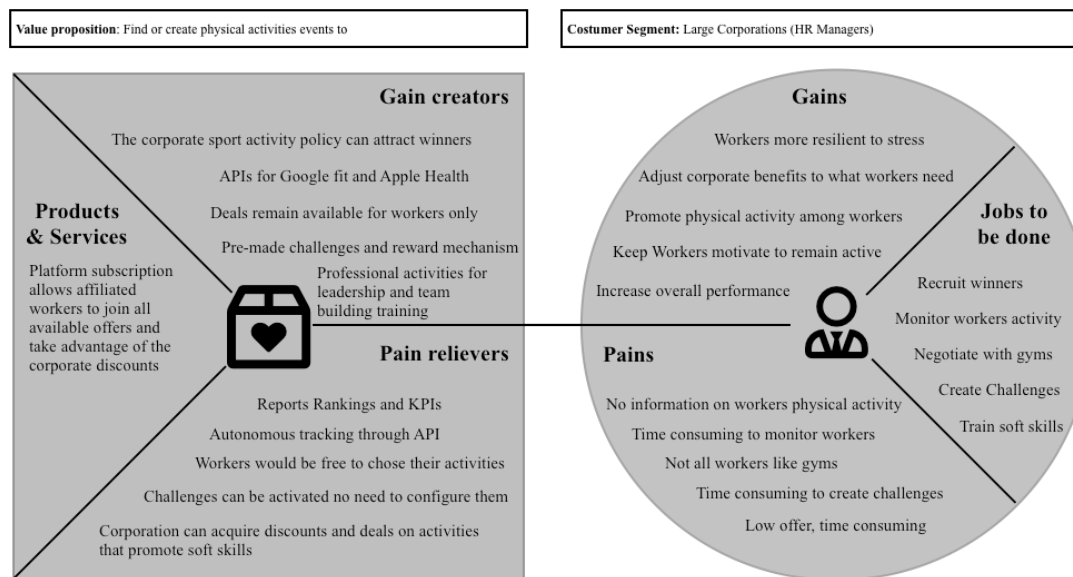 Value proposition: Find or create physical activities events to
Costumer Segment: Large Corporations (HR Managers)
Gain creators
The corporate sport activity policy can attract winners
APIs for Google fit and Apple Health
Deals remain available for workers only
Pre-made challenges and reward mechanism
Professional activities for
leadership and team
building training
Products
& Services
Platform subscription
allows affiliated
workers to join all
available offers and
take advantage of the
corporate discounts
Pain relievers
Reports Rankings and KPIs
Autonomous tracking through API
Workers would be free to chose their activities
Challenges can be activated no need to configure them
Corporation can acquire discounts and deals on activities
that promote soft skills
Gains
Workers more resilient to stress
Adjust corporate benefits to what workers need
Promote physical activity among workers
Keep Workers motivate to remain active
Increase overall performance
Pains
No information on workers physical activity
Time consuming to monitor workers
Not all workers like gyms
Time consuming to create challenges
Low offer, time consuming
Jobs to
be done
Recruit winners
Monitor workers activity
Negotiate with gyms
Create Challenges
Train soft skills